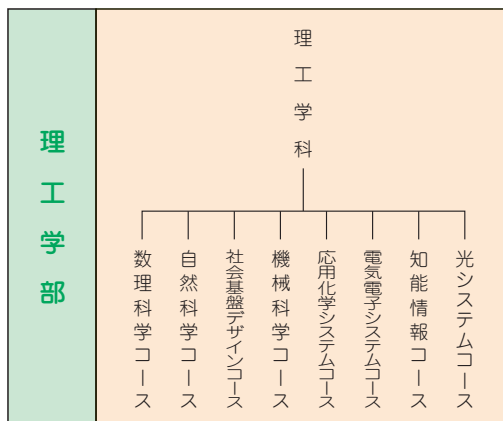 理工学部
理工学科
数理科学コース
自然科学コース
社会基盤デザインコース
機械科学コース
応用化学システムコース
電気電子システムコース
知能情報コース
光システムコース